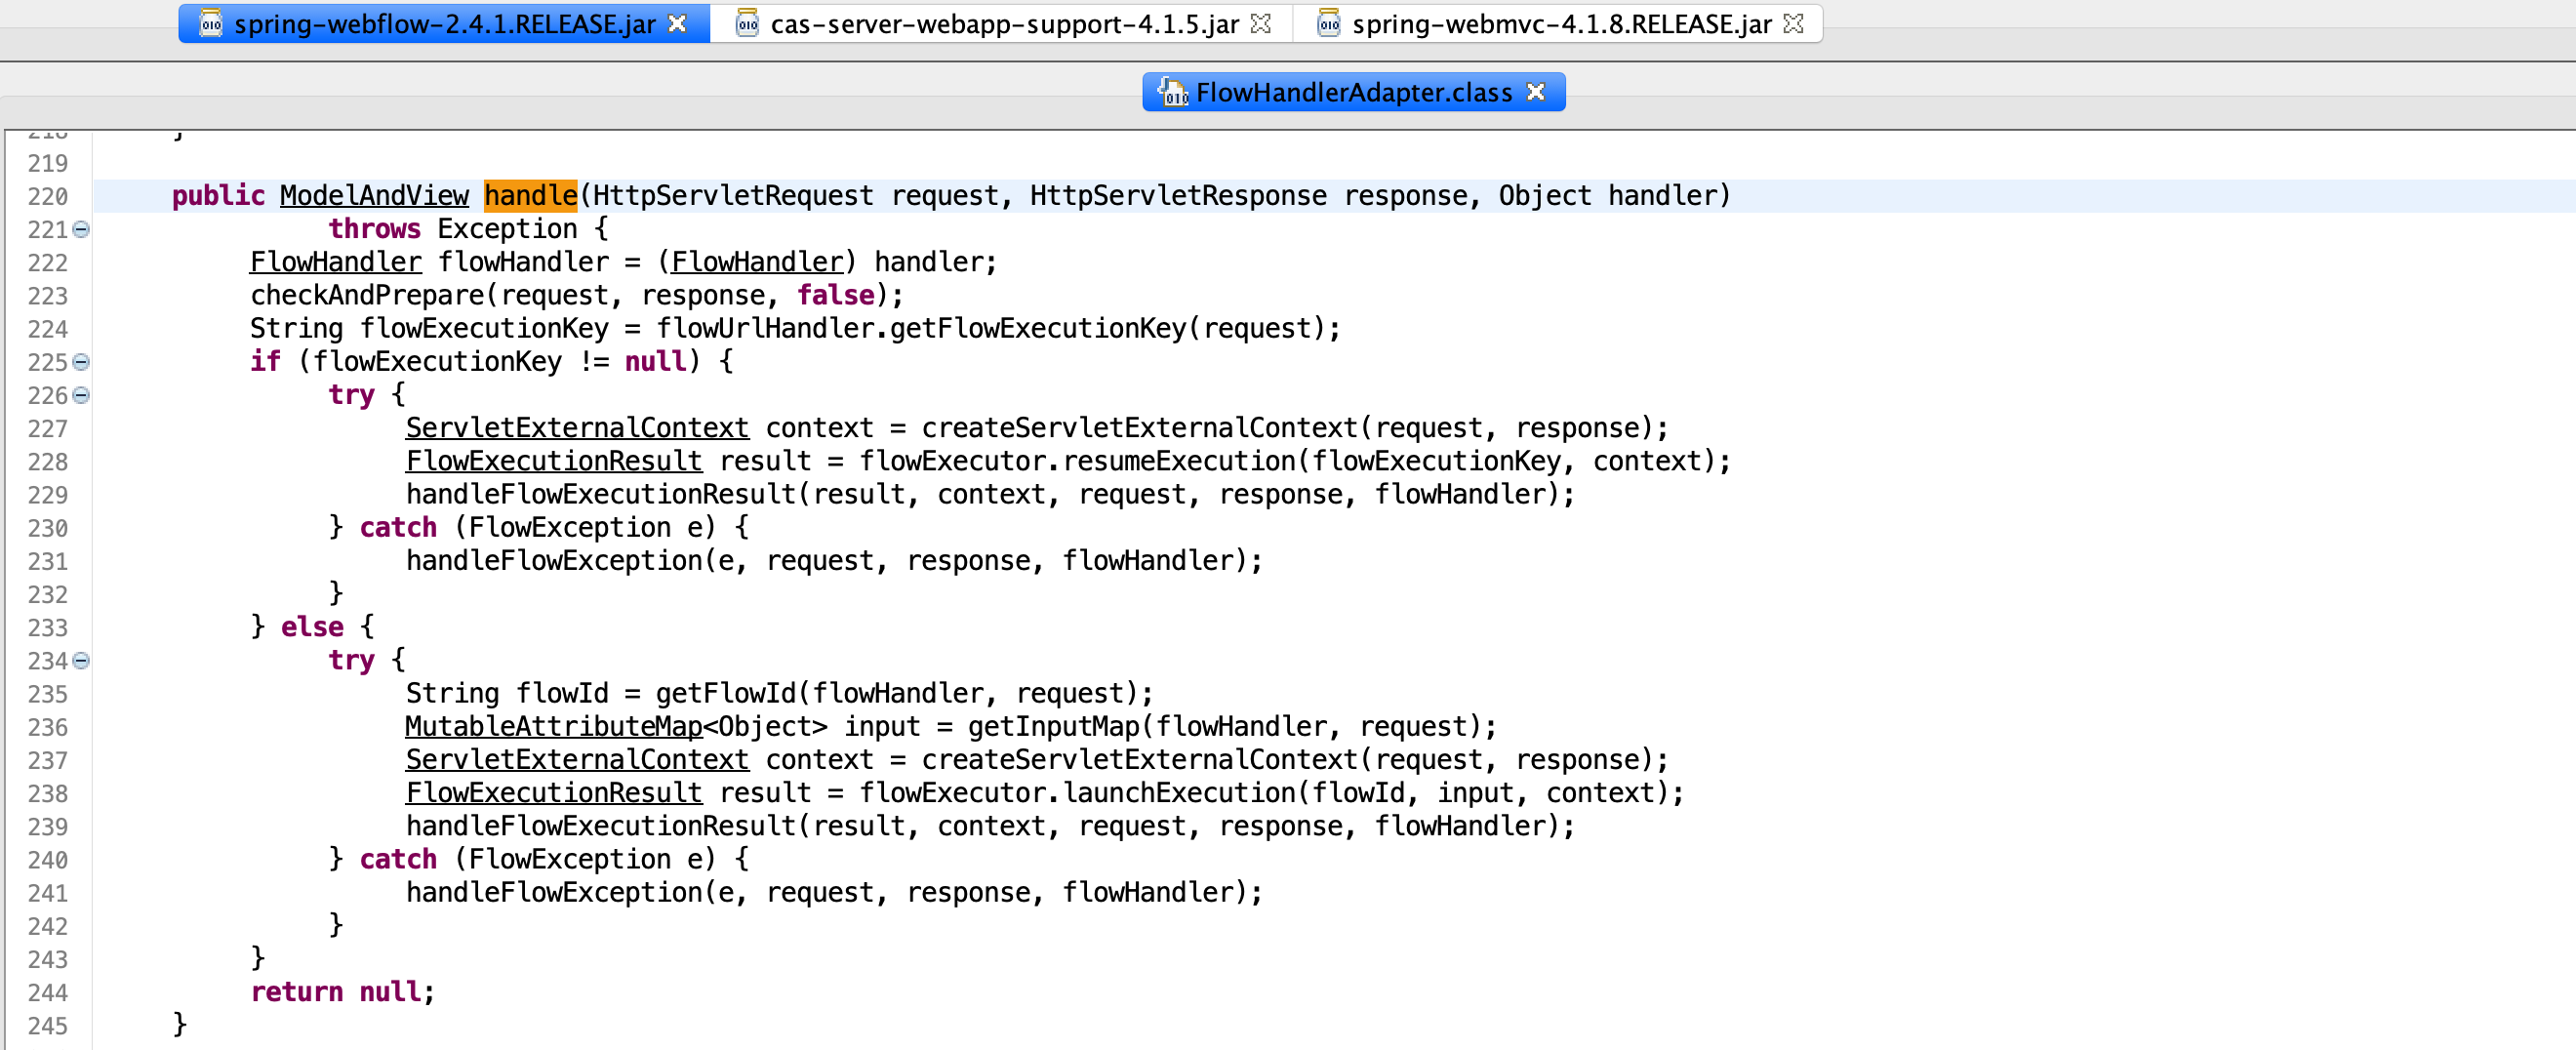 spring-webflow-2.4.1.RELEASE.jar cas-server-webapp-support-4.1.5.jar spring-webmvc-4.1.8.RELEASE.jar
FlowHandlerAdapter.class
218 }
219
220 public ModelAndView handle(HttpServletRequest request, HttpServletResponse response, Object handler)
221 throws Exception {
222 FlowHandler flowHandler = (FlowHandler) handler;
223 checkAndPrepare(request, response, false);
224 String flowExecutionKey = flowUrlHandler.getFlowExecutionKey(request);
225 if (flowExecutionKey != null) {
226 try {
227 ServletExternalContext context = createServletExternalContext(request, response);
228 FlowExecutionResult result = flowExecutor.resumeExecution(flowExecutionKey, context);
229 handleFlowExecutionResult(result, context, request, response, flowHandler);
230 } catch (FlowException e) {
231 handleFlowException(e, request, response, flowHandler);
232 }
233 } else {
234 try {
235 String flowId = getFlowId(flowHandler, request);
236 MutableAttributeMap<Object> input = getInputMap(flowHandler, request);
237 ServletExternalContext context = createServletExternalContext(request, response);
238 FlowExecutionResult result = flowExecutor.launchExecution(flowId, input, context);
239 handleFlowExecutionResult(result, context, request, response, flowHandler);
240 } catch (FlowException e) {
241 handleFlowException(e, request, response, flowHandler);
242 }
243 }
244 return null;
245 }